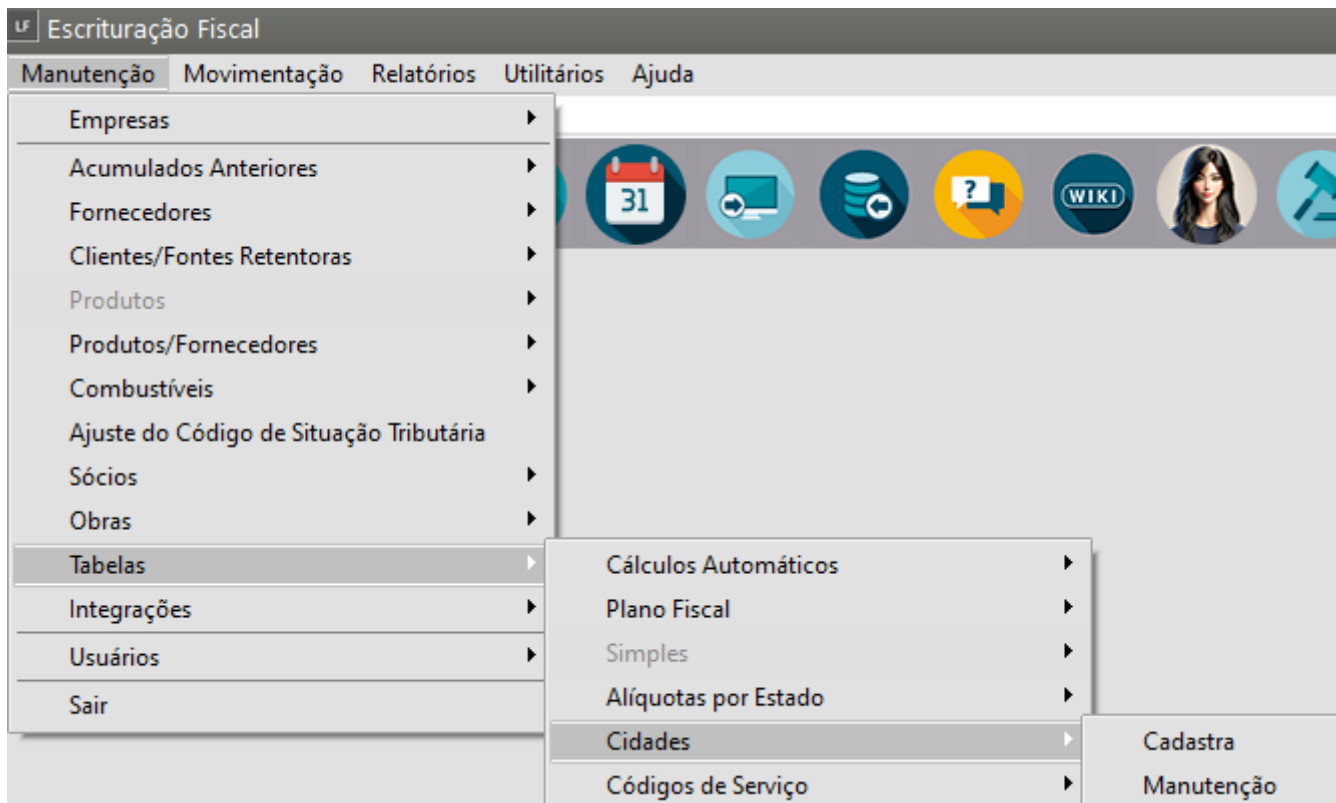 LF Escrituração Fiscal
Manutenção Movimentação Relatórios Utilitários Ajuda
Empresas
Acumulados Anteriores
Fornecedores
Clientes/Fontes Retentoras
Produtos
Produtos/Fornecedores
Combustíveis
Ajuste do Código de Situação Tributária
Sócios
Obras
Tabelas
Integrações
Usuários
Sair
31
?
WIKI
Cálculos Automáticos
Plano Fiscal
Simples
Alíquotas por Estado
Cidades
Códigos de Serviço
Cadastra
Manutenção